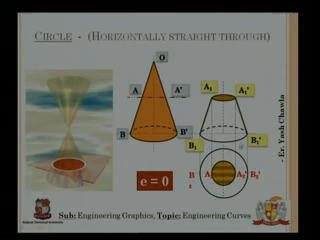 CIRCLE - (HORIZONTALLY STRAIGHT THROUGH)
O
A A'
B B'
A₁ A₁'
B₁ B₁'
e = 0
B A A₁' B₁'
- Er. Yash Chawla
Sub: Engineering Graphics, Topic: Engineering Curves